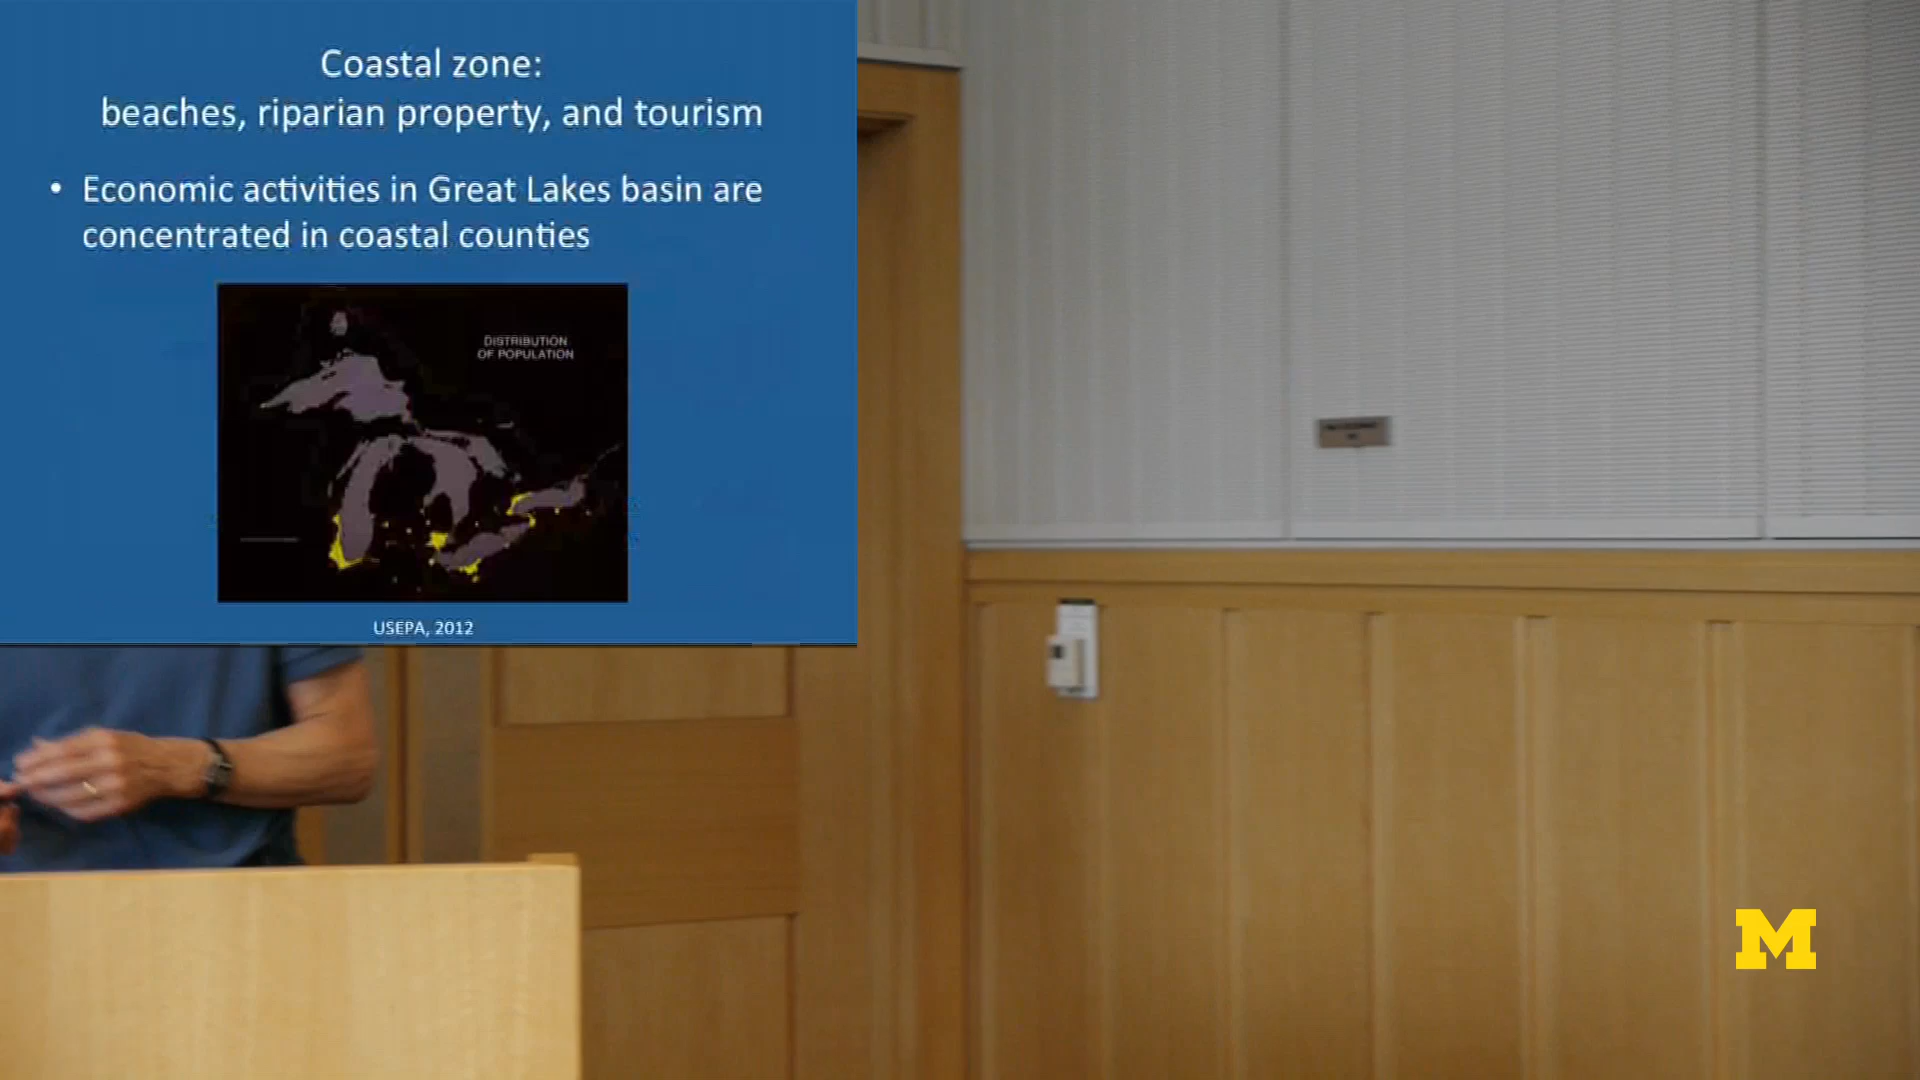 Coastal zone:
beaches, riparian property, and tourism
• Economic activities in Great Lakes basin are
concentrated in coastal counties
DISTRIBUTION
OF POPULATION
USEPA, 2012
M